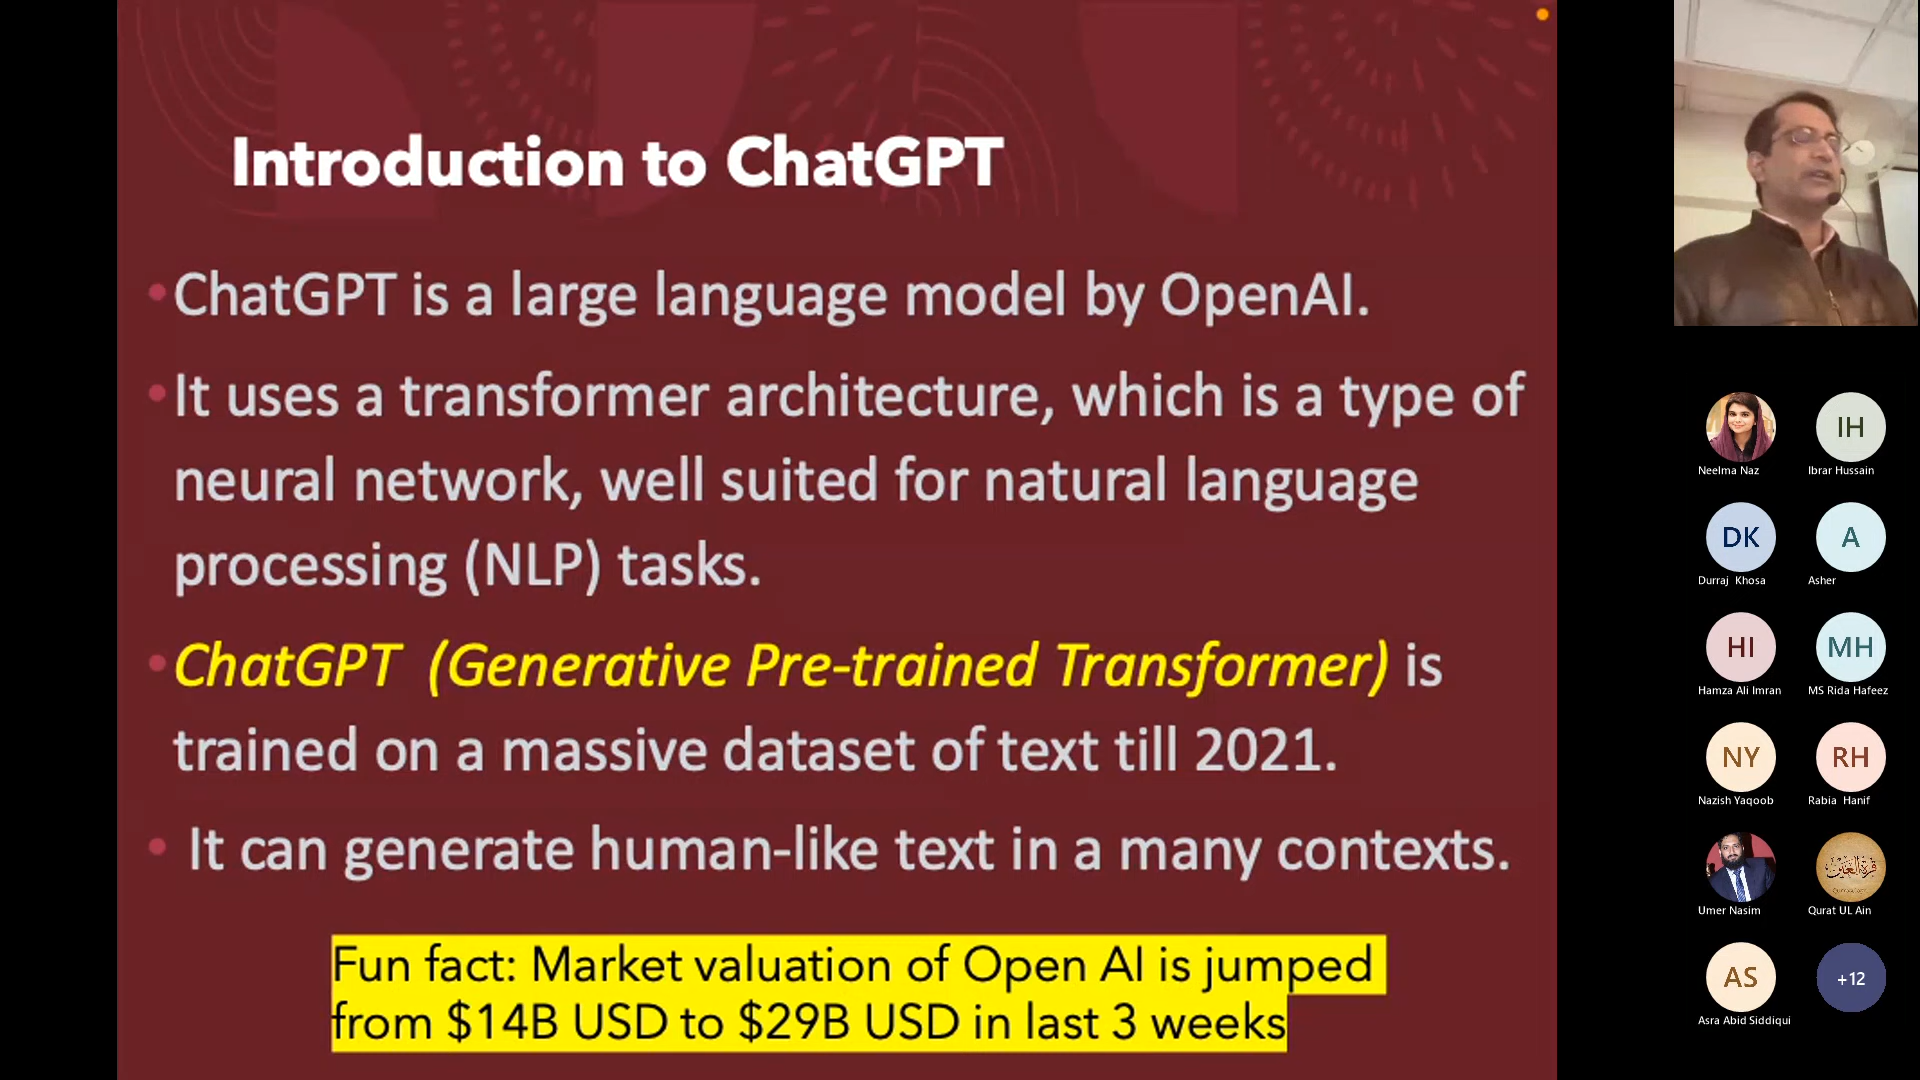 Introduction to ChatGPT
•ChatGPT is a large language model by OpenAI.
•It uses a transformer architecture, which is a type of
neural network, well suited for natural language
processing (NLP) tasks.
•ChatGPT (Generative Pre-trained Transformer) is
trained on a massive dataset of text till 2021.
• It can generate human-like text in a many contexts.
Fun fact: Market valuation of Open AI is jumped
from $14B USD to $29B USD in last 3 weeks
Neelma Naz
IH
Ibrar Hussain
DK
Durraj Khosa
A
Asher
HI
Hamza Ali Imran
MH
MS Rida Hafeez
NY
Nazish Yaqoob
RH
Rabia Hanif
Umer Nasim
قرة العين
Qurat UL Ain
AS
Asra Abid Siddiqui
+12